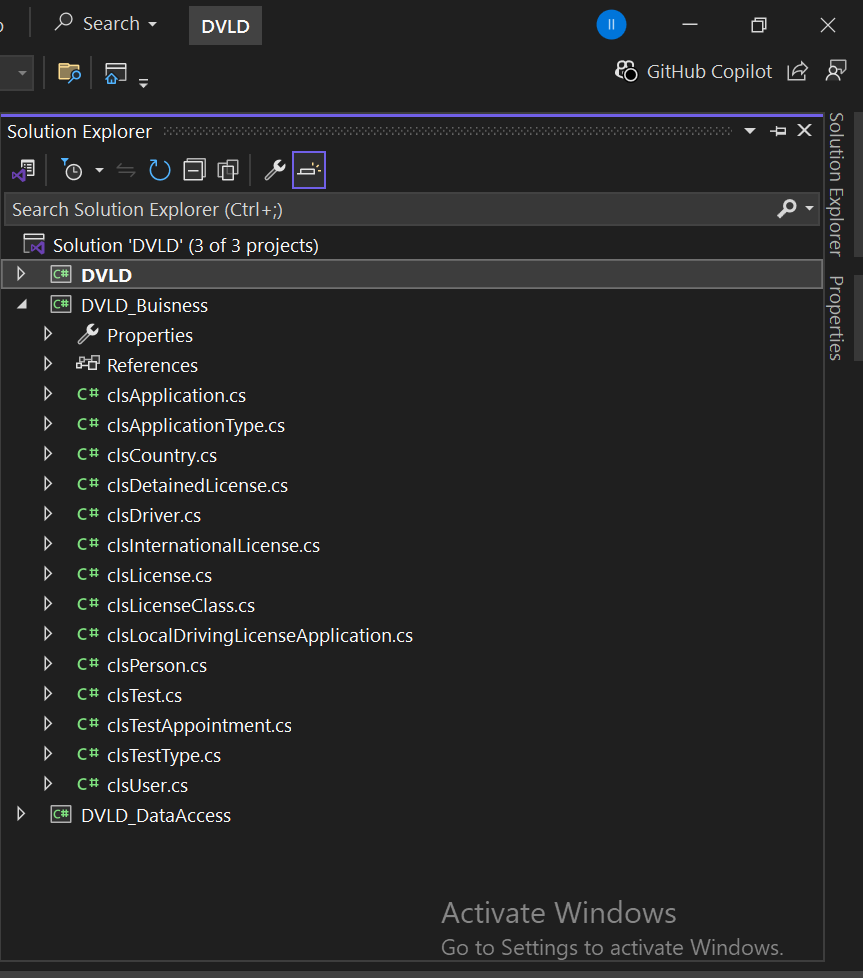 Search
DVLD
II
GitHub Copilot
Solution Explorer
Search Solution Explorer (Ctrl+;)
Solution 'DVLD' (3 of 3 projects)
C# DVLD
C# DVLD_Buisness
Properties
References
C# clsApplication.cs
C# clsApplicationType.cs
C# clsCountry.cs
C# clsDetainedLicense.cs
C# clsDriver.cs
C# clsInternationalLicense.cs
C# clsLicense.cs
C# clsLicenseClass.cs
C# clsLocalDrivingLicenseApplication.cs
C# clsPerson.cs
C# clsTest.cs
C# clsTestAppointment.cs
C# clsTestType.cs
C# clsUser.cs
C# DVLD_DataAccess
Solution Explorer
Properties
Activate Windows
Go to Settings to activate Windows.